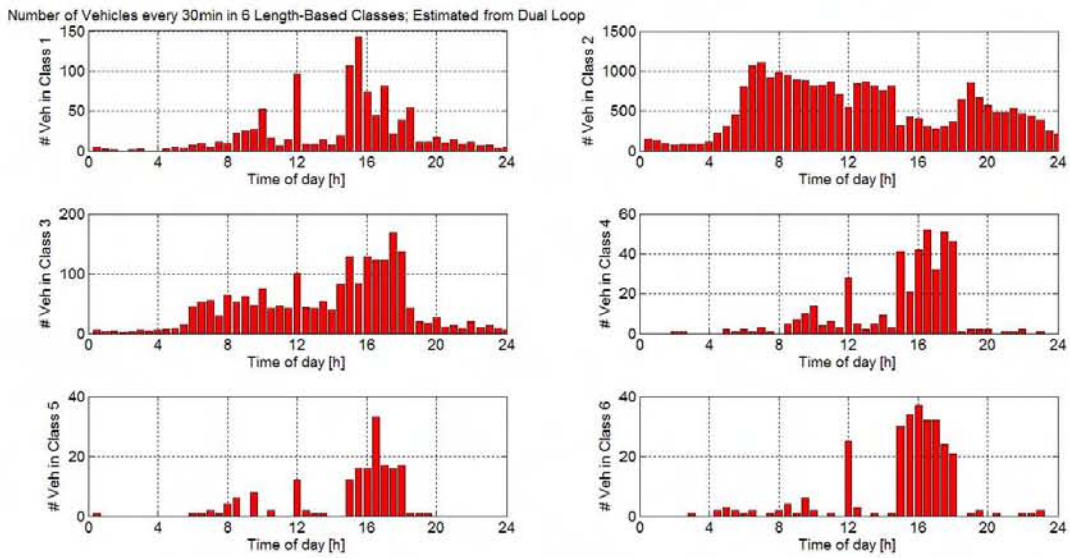 Number of Vehicles every 30min in 6 Length-Based Classes; Estimated from Dual Loop
# Veh in Class 1
150
100
50
0
0 4 8 12 16 20 24
Time of day [h]
# Veh in Class 2
1500
1000
500
0
0 4 8 12 16 20 24
Time of day [h]
# Veh in Class 3
200
100
0
0 4 8 12 16 20 24
Time of day [h]
# Veh in Class 4
60
40
20
0
0 4 8 12 16 20 24
Time of day [h]
# Veh in Class 5
40
20
0
0 4 8 12 16 20 24
Time of day [h]
# Veh in Class 6
40
20
0
0 4 8 12 16 20 24
Time of day [h]